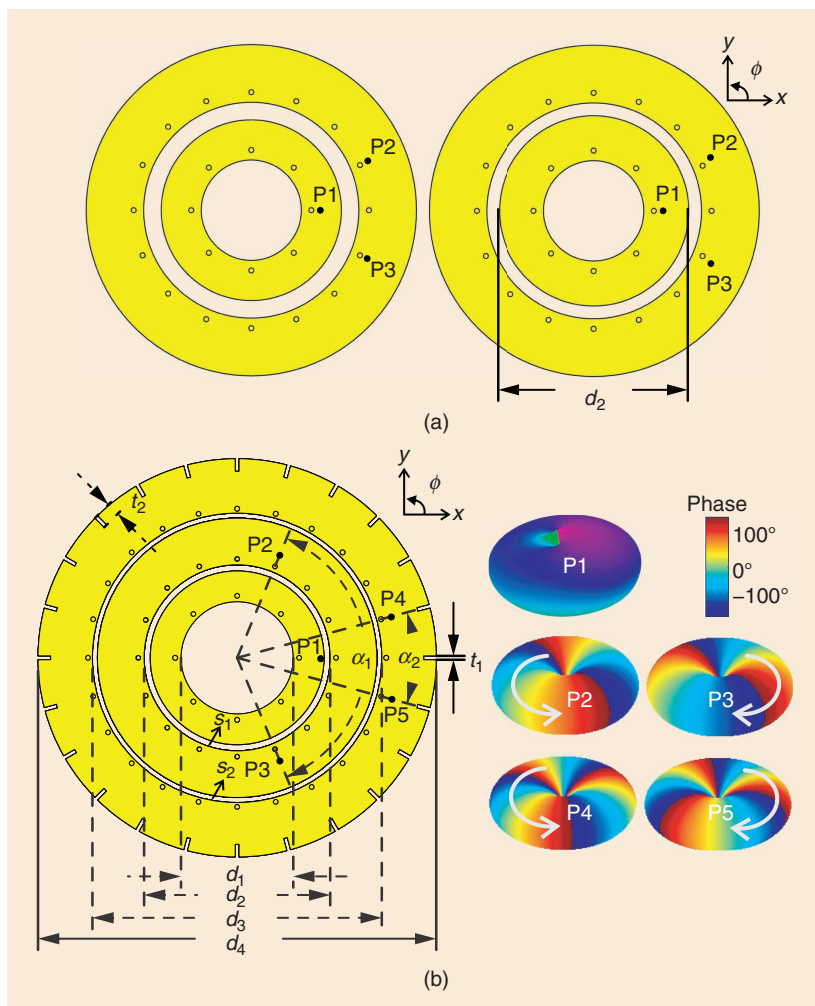 y
ϕ
x
P2
P2
P1
P1
P3
P3
d2
(a)
y
ϕ
x
t2
P2
P4
P1
α1
α2
t1
P5
s1
P3
s2
d1
d2
d3
d4
Phase
100°
0°
−100°
P1
P2
P3
P4
P5
(b)